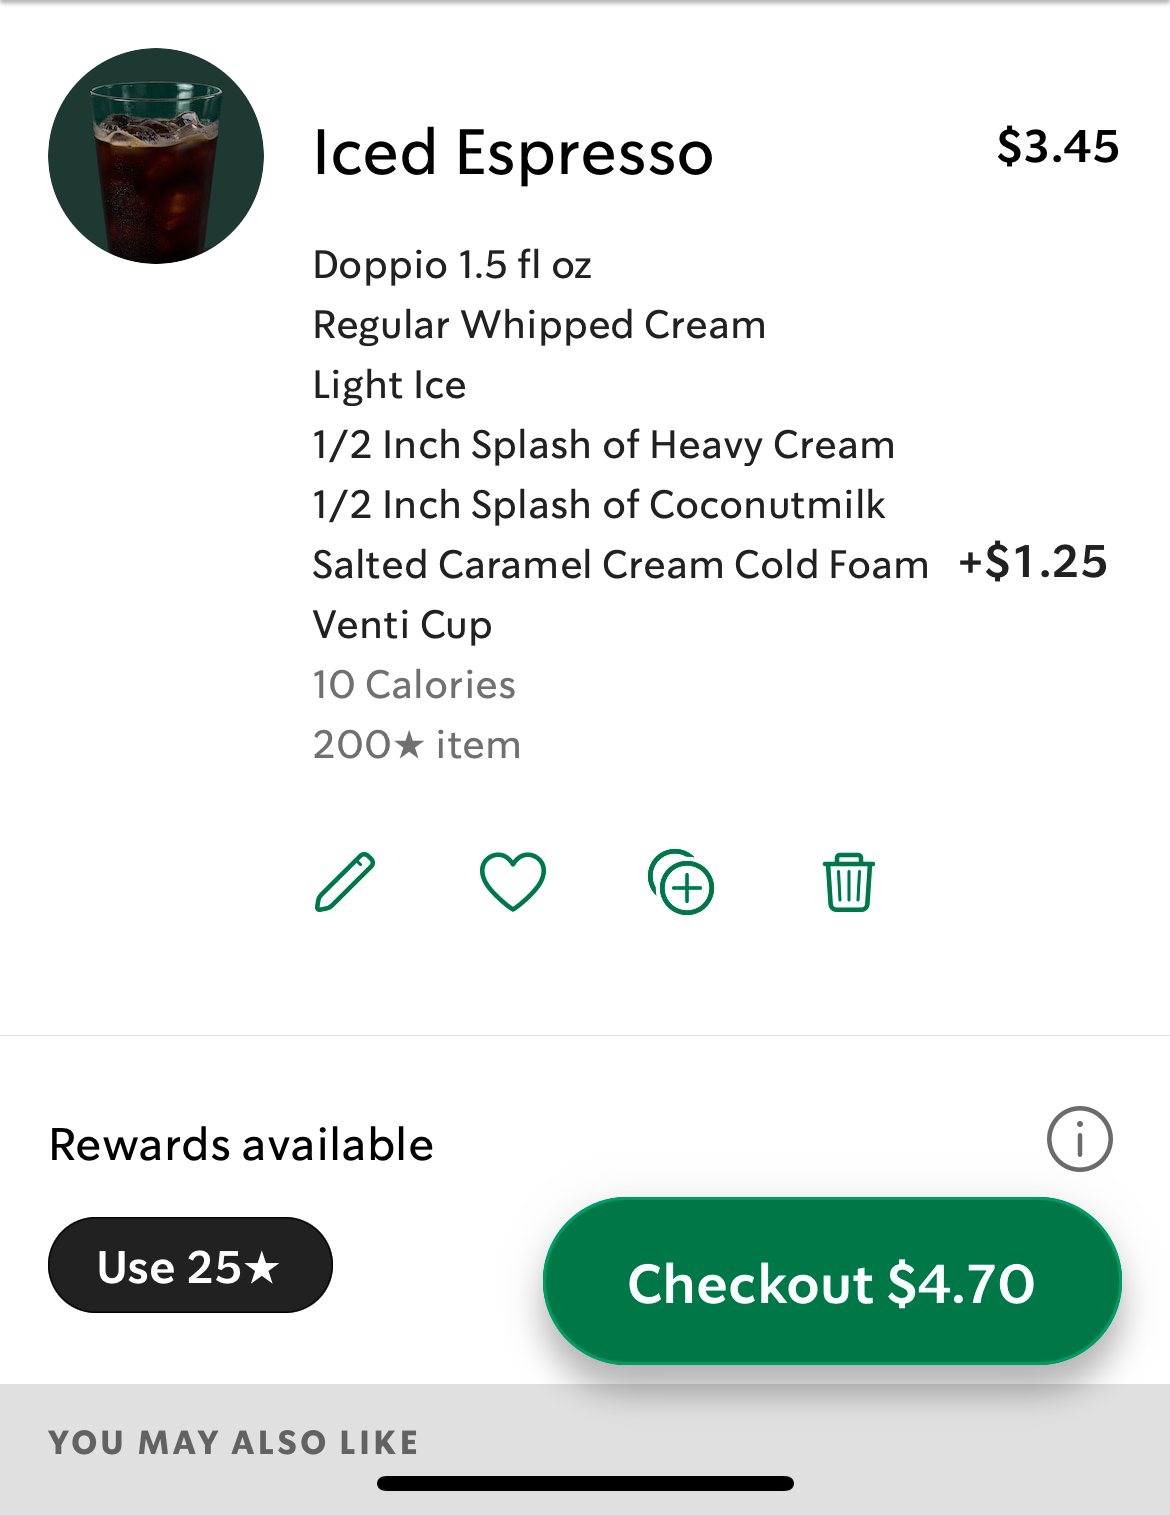 Iced Espresso $3.45
Doppio 1.5 fl oz
Regular Whipped Cream
Light Ice
1/2 Inch Splash of Heavy Cream
1/2 Inch Splash of Coconutmilk
Salted Caramel Cream Cold Foam +$1.25
Venti Cup
10 Calories
200★ item
Rewards available
Use 25★
Checkout $4.70
YOU MAY ALSO LIKE